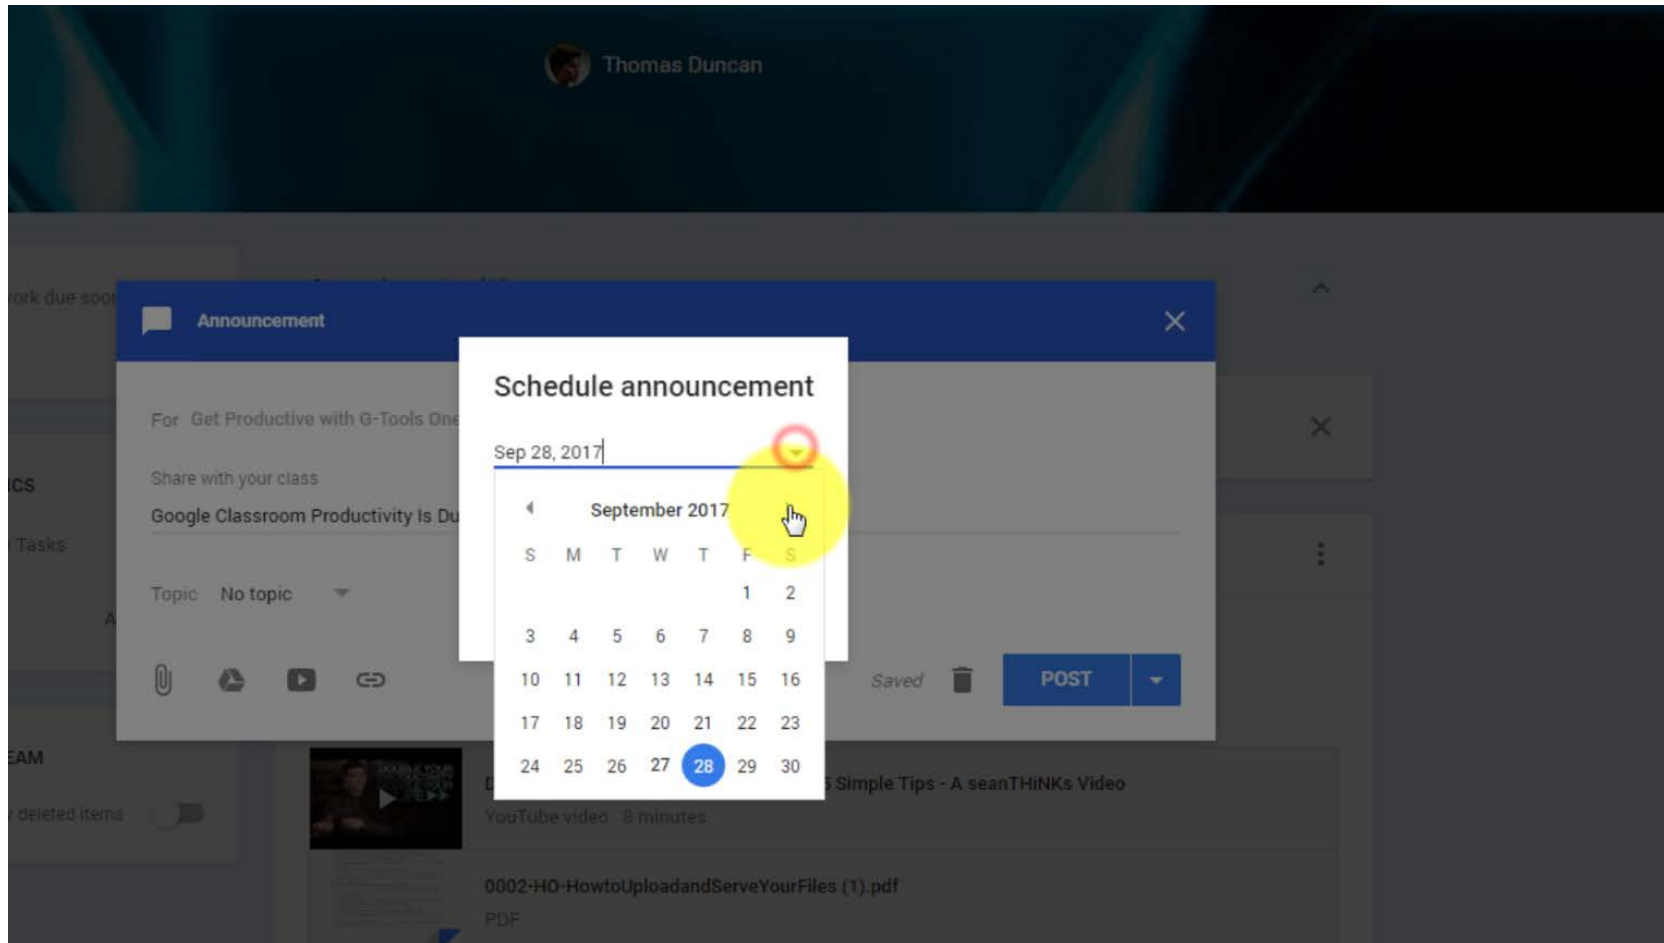 Thomas Duncan
work due soon
Announcement
Schedule announcement
For Get Productive with G-Tools One
Sep 28, 2017
Share with your class
Google Classroom Productivity Is Du
September 2017
S M T W T F S
Tasks
Topic No topic
1 2
3 4 5 6 7 8 9
10 11 12 13 14 15 16
17 18 19 20 21 22 23
24 25 26 27 28 29 30
Saved
POST
EAM
deleted items
5 Simple Tips - A seanTHiNKs Video
YouTube video 8 minutes
0002-HO-HowtoUploadandServeYourFiles (1).pdf
PDF